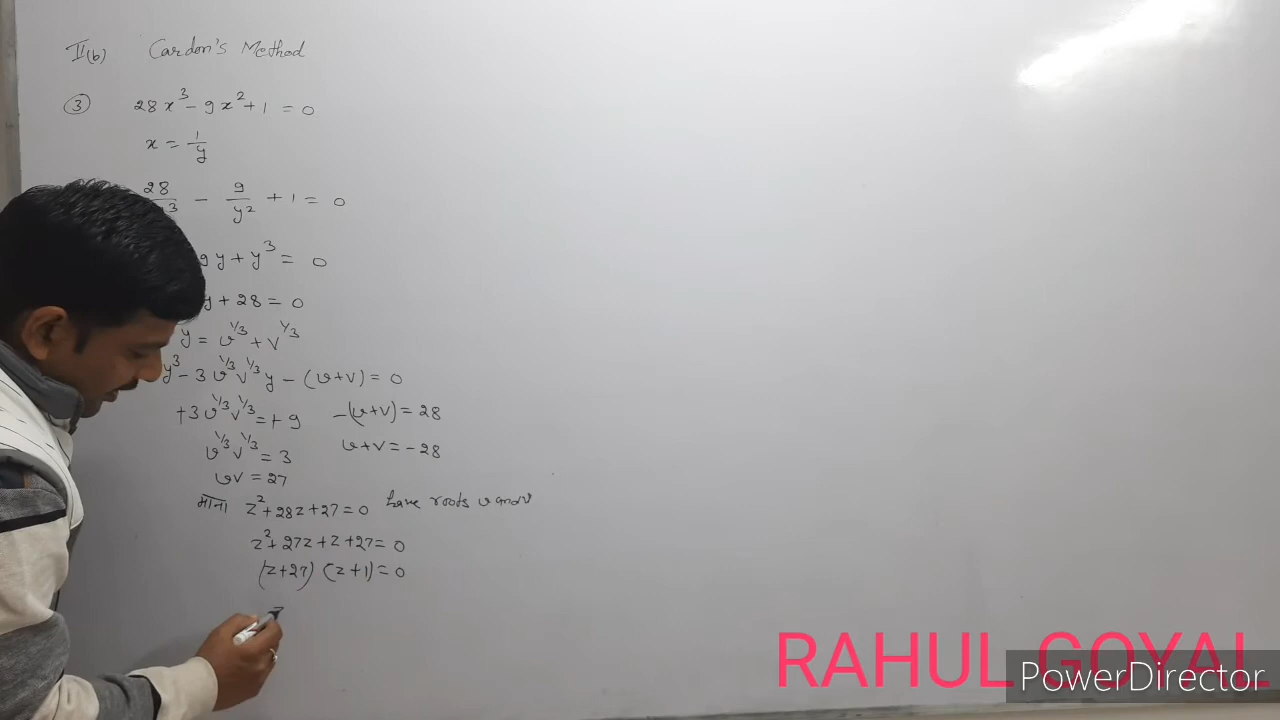 II(b) Cardon's Method
③ 28x³ - 9x² + 1 = 0
x = 1/y
28/y³ - 9/y² + 1 = 0
9y + y³ = 0
y + 28 = 0
y = u^1/3 + v^1/3
y³ - 3u^1/3 v^1/3 y - (u+v) = 0
+3u^1/3 v^1/3 = +9 -(u+v) = 28
u^1/3 v^1/3 = 3 u+v = -28
uv = 27
माना z² + 28z + 27 = 0 have roots u and v
z² + 27z + z + 27 = 0
(z+27) (z+1) = 0
RAHUL GOYAL
PowerDirector